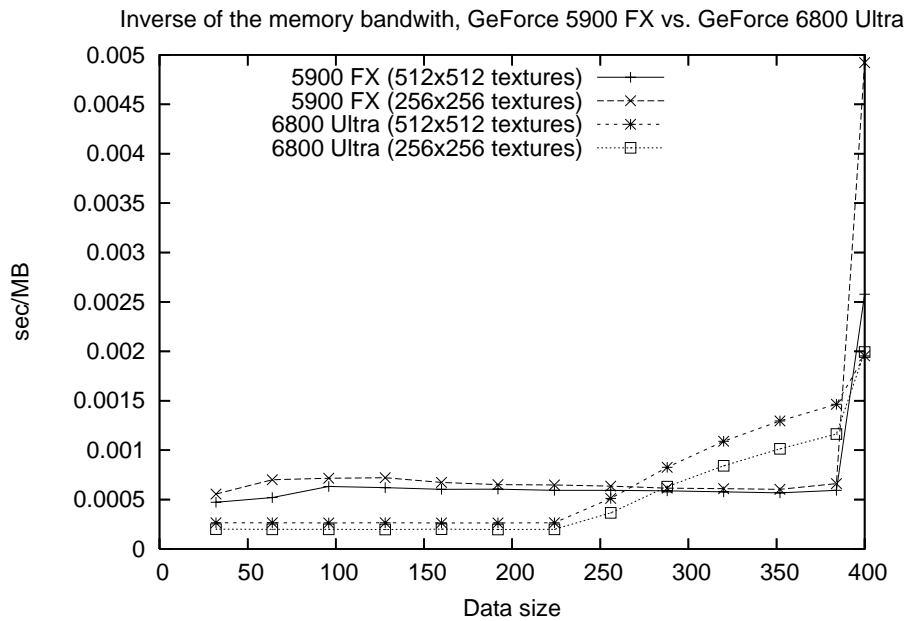 Inverse of the memory bandwith, GeForce 5900 FX vs. GeForce 6800 Ultra
0.005
0.0045
0.004
0.0035
0.003
0.0025
0.002
0.0015
0.001
0.0005
0
sec/MB
5900 FX (512x512 textures)
5900 FX (256x256 textures)
6800 Ultra (512x512 textures)
6800 Ultra (256x256 textures)
0 50 100 150 200 250 300 350 400
Data size